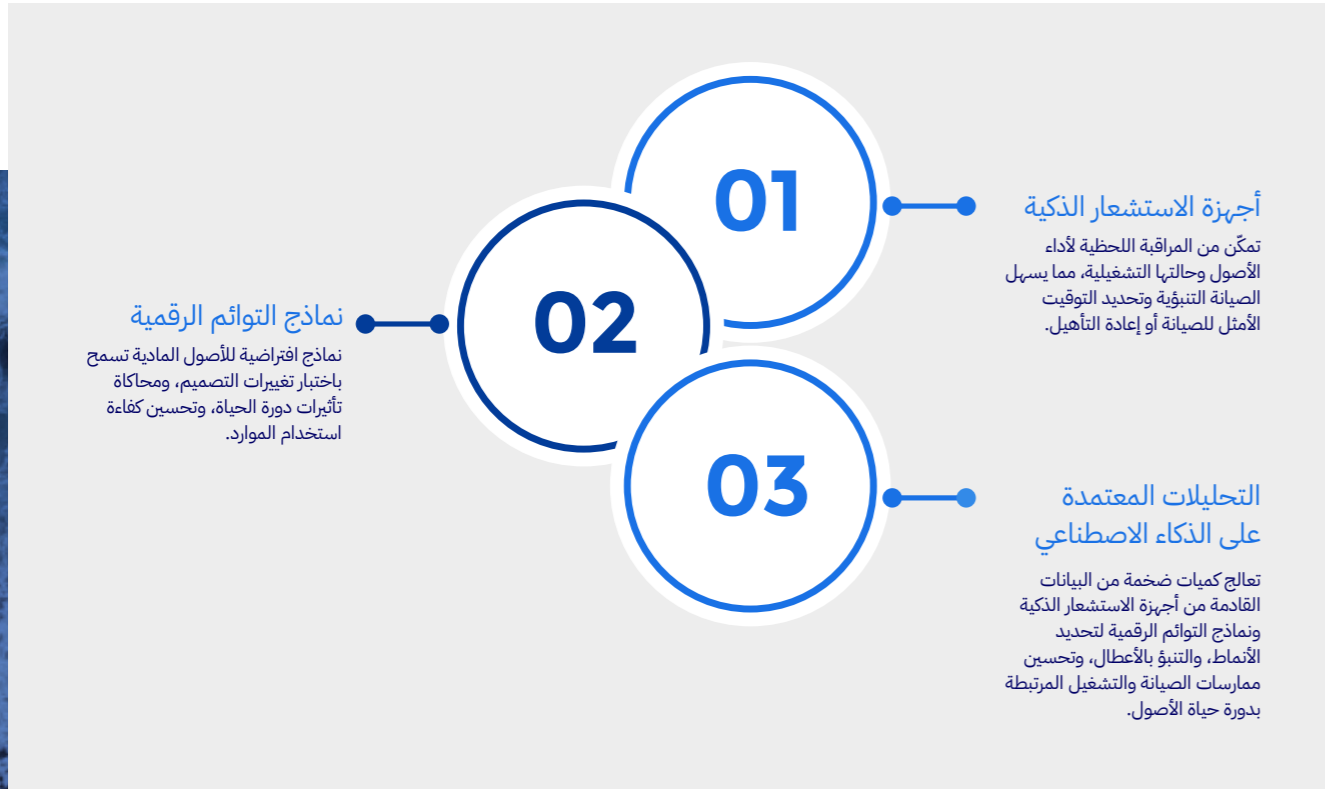 01
أجهزة الاستشعار الذكية
تمكّن من المراقبة اللحظية لأداء
الأصول وحالتها التشغيلية، مما يسهل
الصيانة التنبؤية وتحديد التوقيت
الأمثل للصيانة أو إعادة التأهيل.
02
نماذج التوائم الرقمية
نماذج افتراضية للأصول المادية تسمح
باختبار تغييرات التصميم، ومحاكاة
تأثيرات دورة الحياة، وتحسين كفاءة
استخدام الموارد.
03
التحليلات المعتمدة
على الذكاء الاصطناعي
تعالج كميات ضخمة من البيانات
القادمة من أجهزة الاستشعار الذكية
ونماذج التوائم الرقمية لتحديد
الأنماط، والتنبؤ بالأعطال، وتحسين
ممارسات الصيانة والتشغيل المرتبطة
بدورة حياة الأصول.